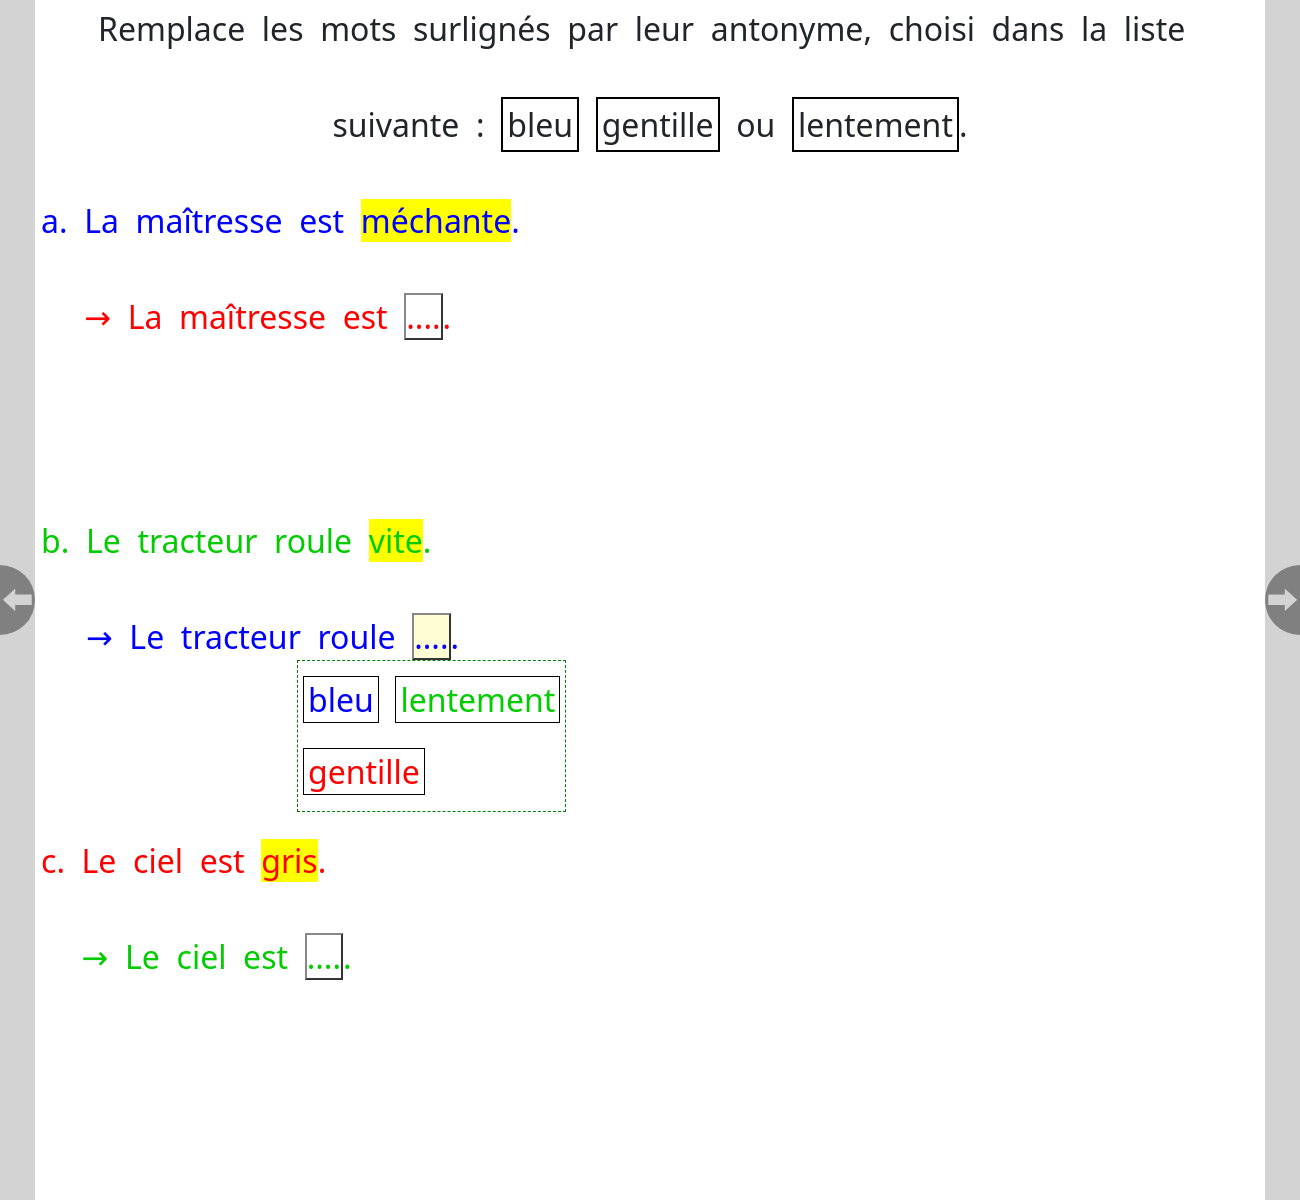 Remplace les mots surlignés par leur antonyme, choisi dans la liste
suivante : bleu gentille ou lentement.
a. La maîtresse est méchante.
→ La maîtresse est .....
b. Le tracteur roule vite.
→ Le tracteur roule .....
bleu lentement
gentille
c. Le ciel est gris.
→ Le ciel est .....